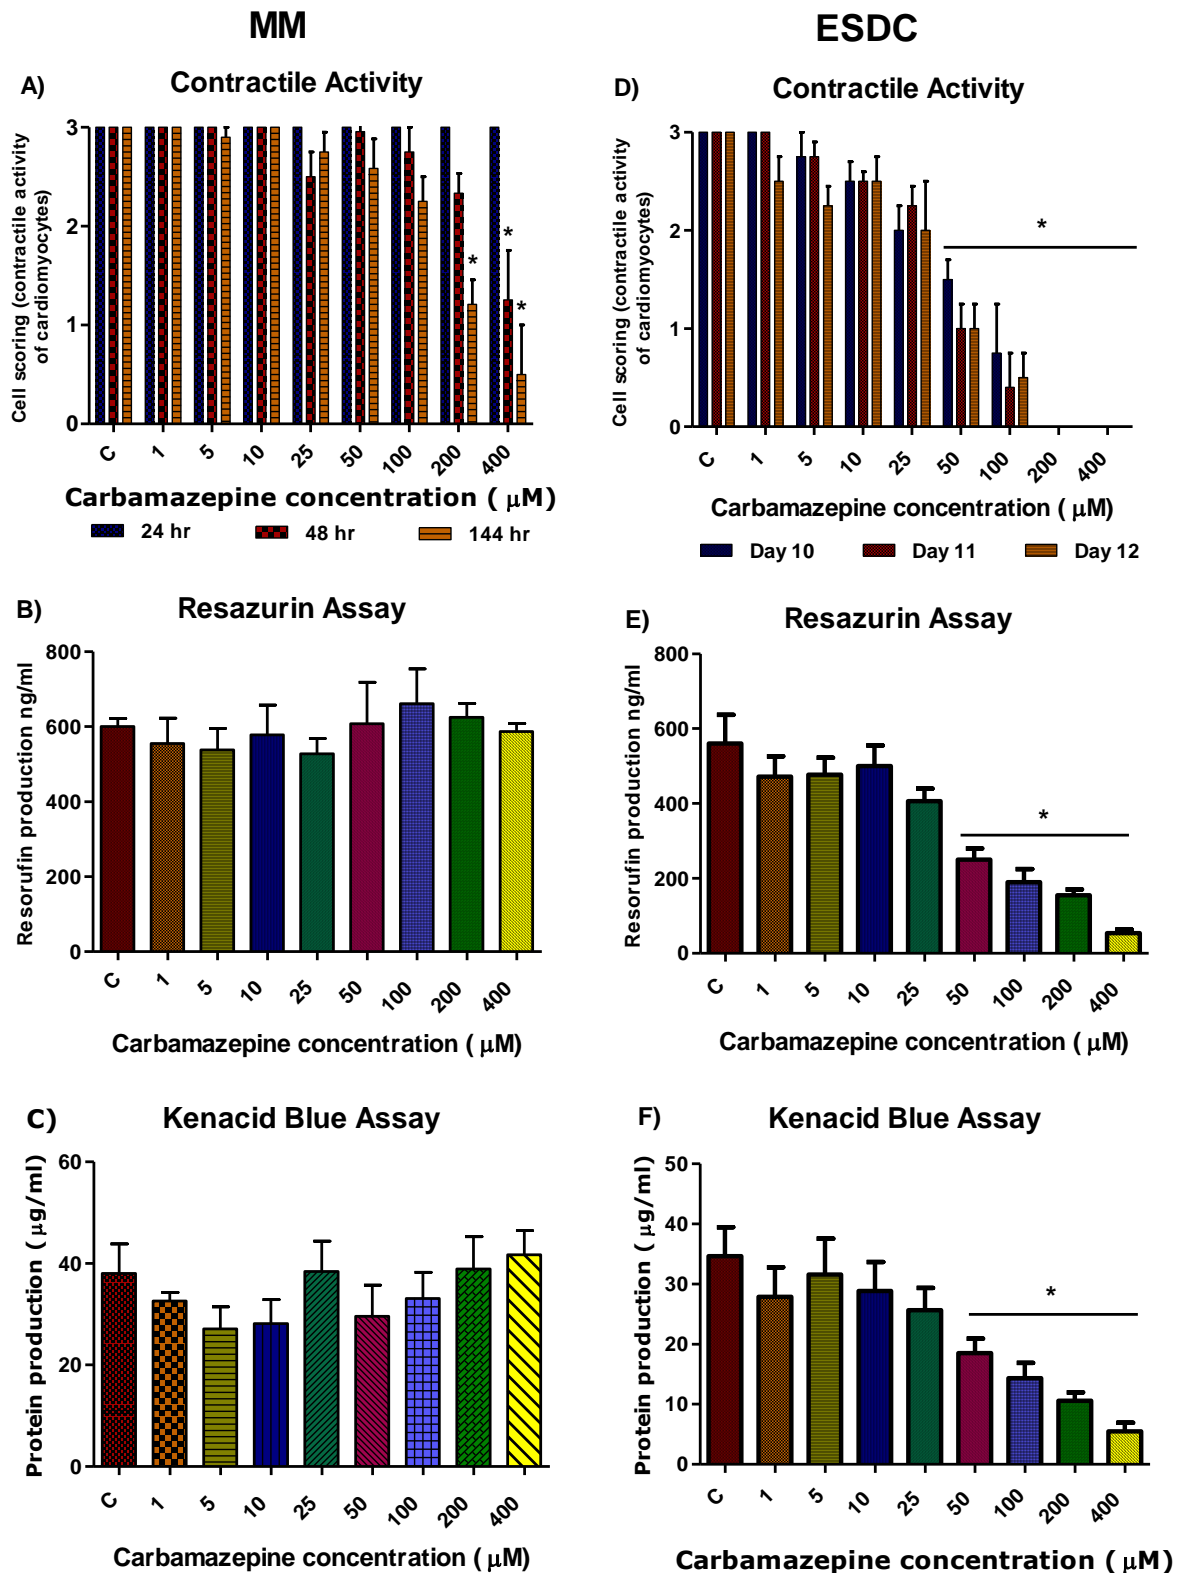 MM
ESDC
A)
Contractile Activity
Cell scoring (contractile activity
of cardiomyocytes)
3
2
1
0
*
*
*
C 1 5 10 25 50 100 200 400
Carbamazepine concentration ( μM)
24 hr 48 hr 144 hr
D)
Contractile Activity
Cell scoring (contractile activity
of cardiomyocytes)
3
2
1
0
*
C 1 5 10 25 50 100 200 400
Carbamazepine concentration ( μM)
Day 10 Day 11 Day 12
B)
Resazurin Assay
Resorufin production ng/ml
800
600
400
200
0
C 1 5 10 25 50 100 200 400
Carbamazepine concentration ( μM)
E)
Resazurin Assay
Resorufin production ng/ml
800
600
400
200
0
*
C 1 5 10 25 50 100 200 400
Carbamazepine concentration ( μM)
C)
Kenacid Blue Assay
Protein production ( μg/ml)
60
40
20
0
C 1 5 10 25 50 100 200 400
Carbamazepine concentration ( μM)
F)
Kenacid Blue Assay
Protein production ( μg/ml)
50
40
30
20
10
0
*
C 1 5 10 25 50 100 200 400
Carbamazepine concentration ( μM)